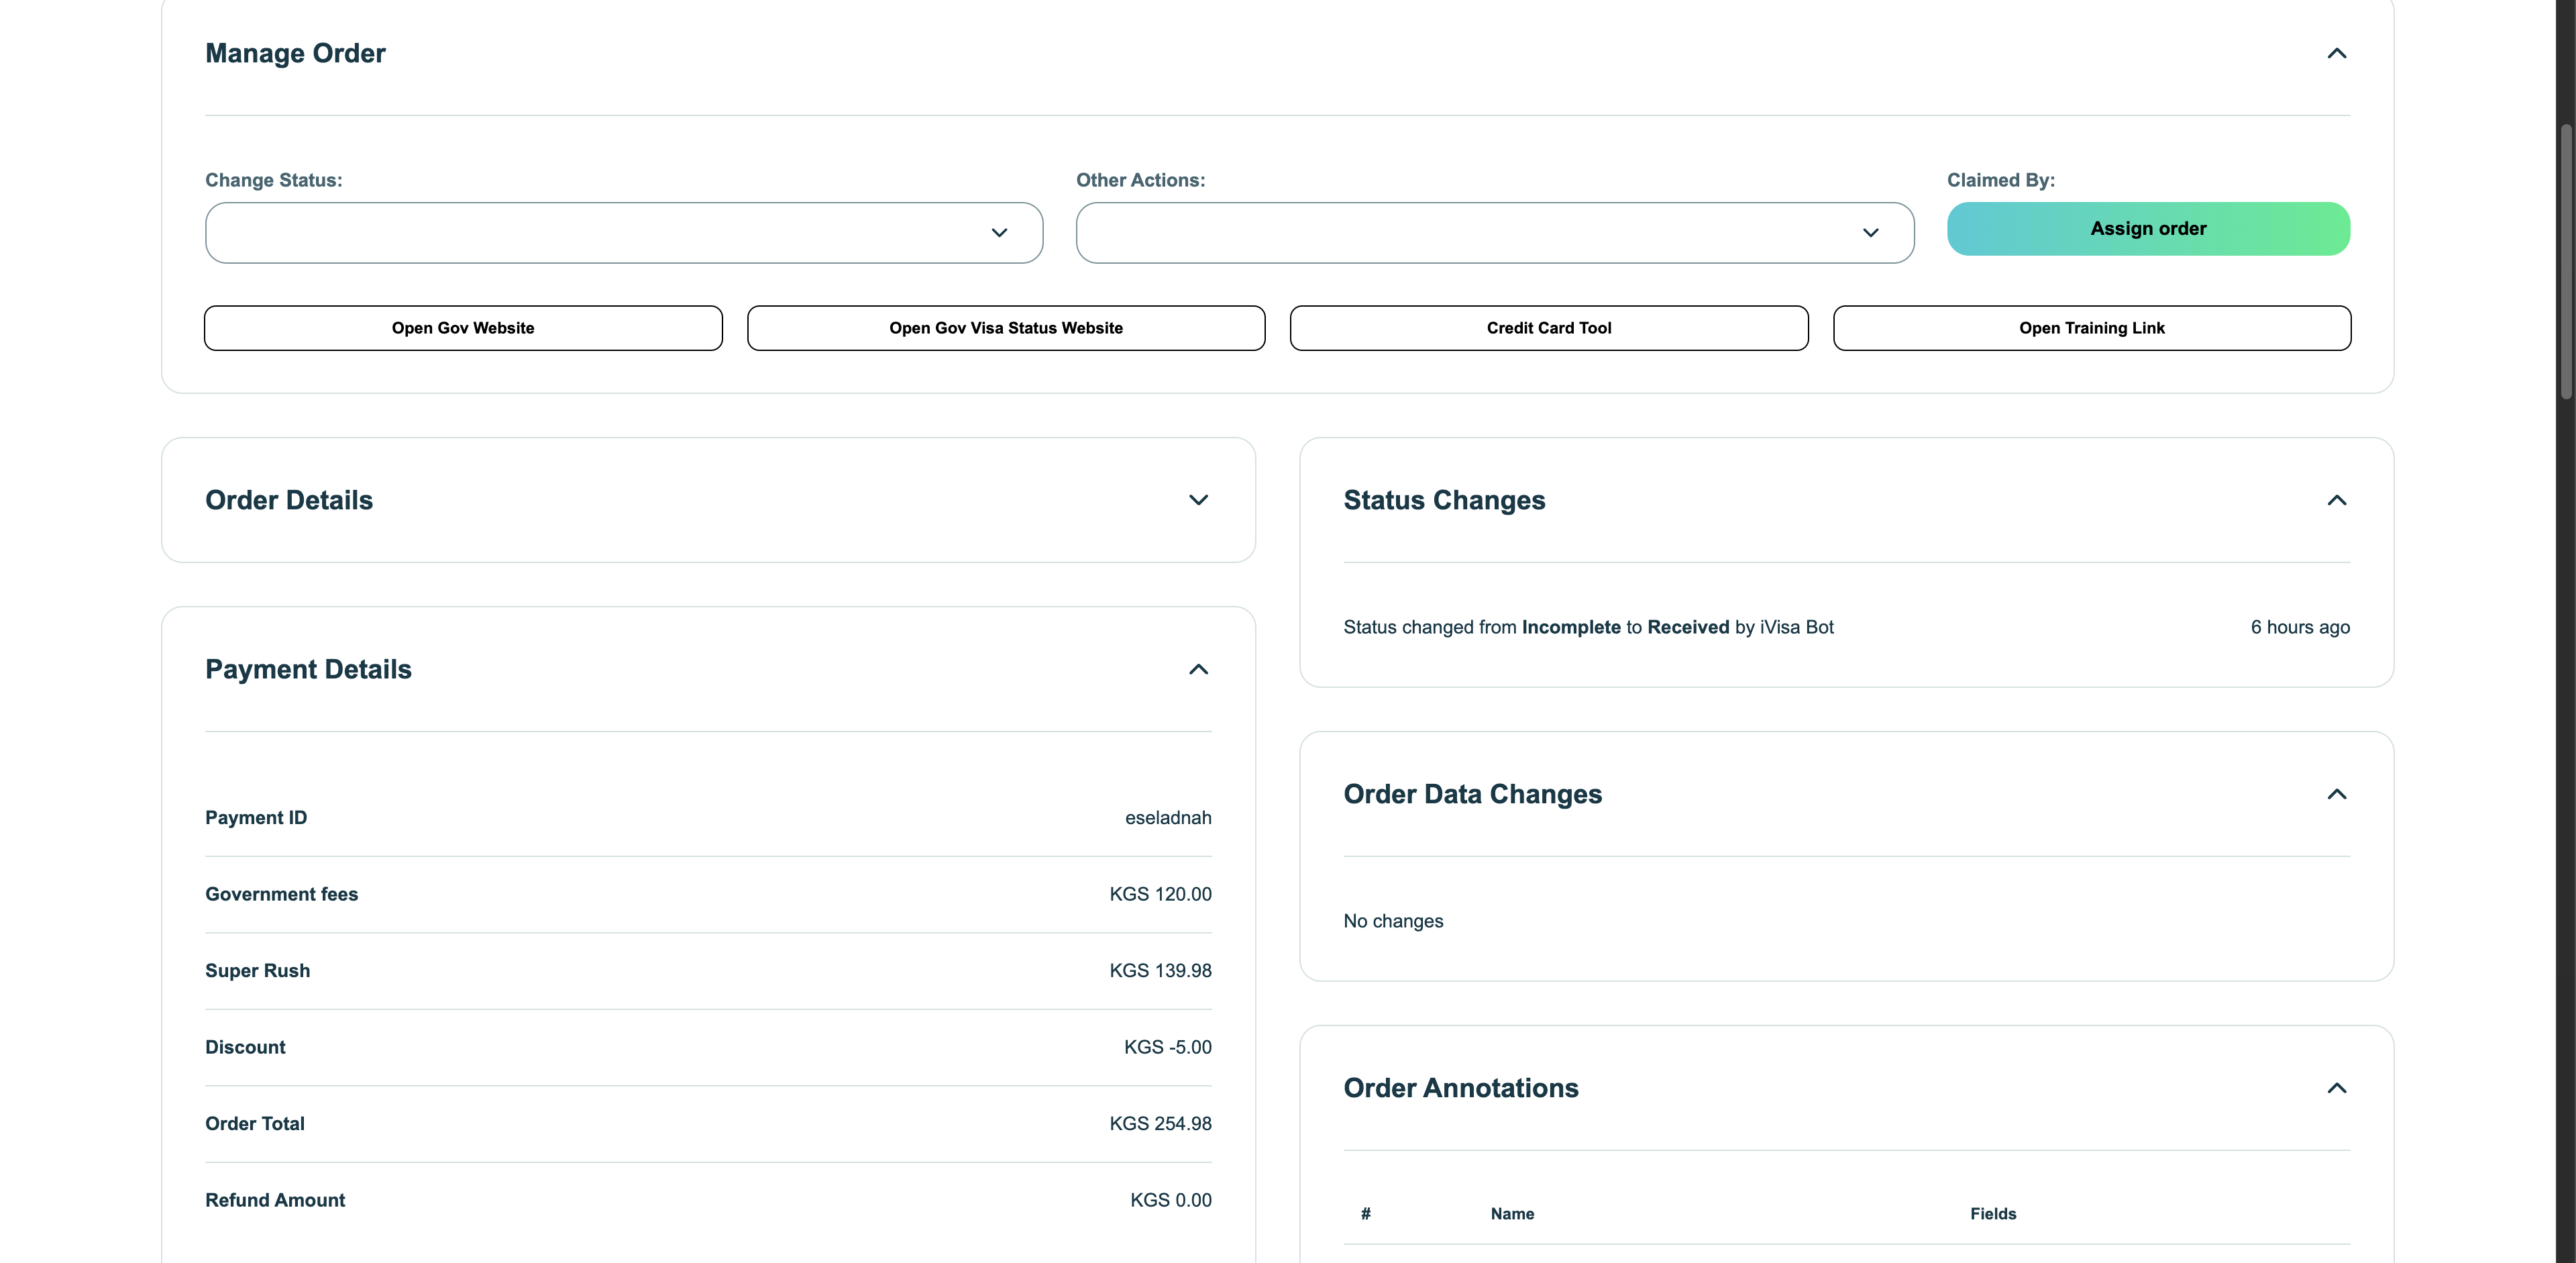 Manage Order
Change Status:
Other Actions:
Claimed By:
Assign order
Open Gov Website
Open Gov Visa Status Website
Credit Card Tool
Open Training Link
Order Details
Payment Details
Payment ID eseladnah
Government fees KGS 120.00
Super Rush KGS 139.98
Discount KGS -5.00
Order Total KGS 254.98
Refund Amount KGS 0.00
Status Changes
Status changed from Incomplete to Received by iVisa Bot 6 hours ago
Order Data Changes
No changes
Order Annotations
# Name Fields